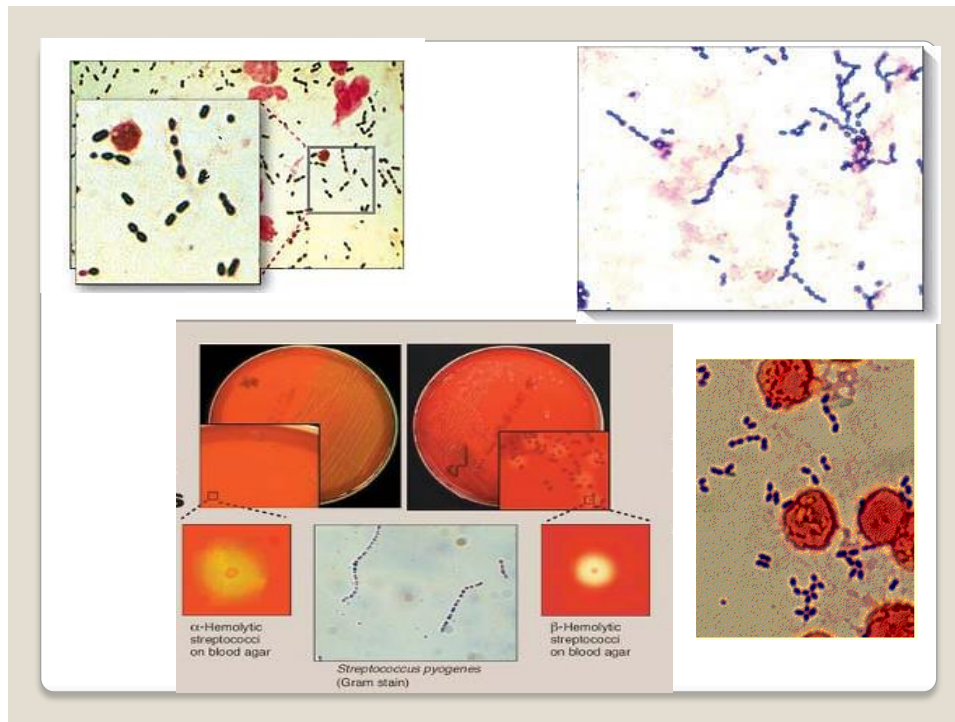 α-Hemolytic
streptococci
on blood agar
Streptococcus pyogenes
(Gram stain)
β-Hemolytic
streptococci
on blood agar